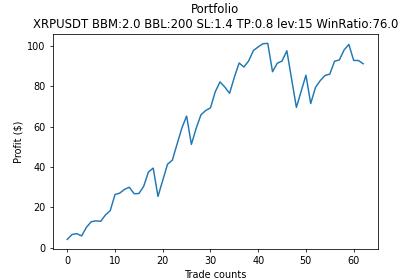 Portfolio
XRPUSDT BBM:2.0 BBL:200 SL:1.4 TP:0.8 lev:15 WinRatio:76.0
100
80
60
40
20
0
Profit ($)
0 10 20 30 40 50 60
Trade counts